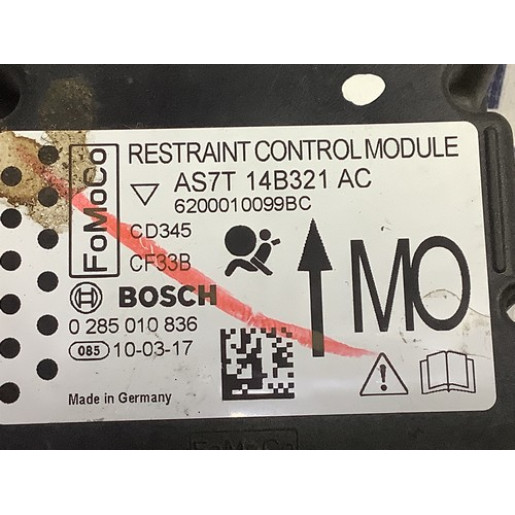 FoMoCo
RESTRAINT CONTROL MODULE
AS7T 14B321 AC
6200010099BC
CD345
CF33B
BOSCH
MO
0 285 010 836
085 10-03-17
Made in Germany
FoMoCo